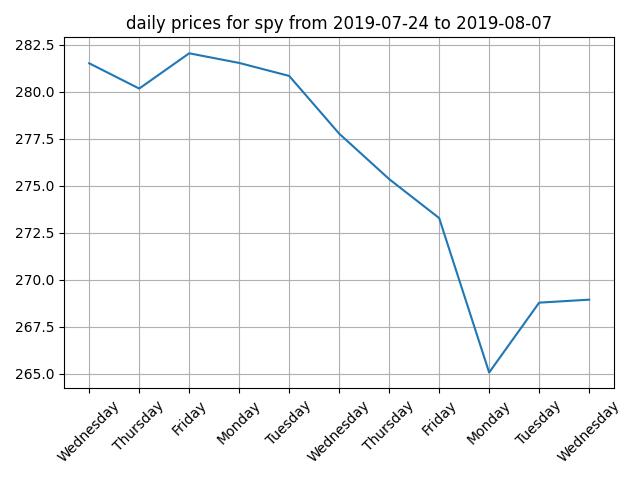 daily prices for spy from 2019-07-24 to 2019-08-07
282.5
280.0
277.5
275.0
272.5
270.0
267.5
265.0
Wednesday
Thursday
Friday
Monday
Tuesday
Wednesday
Thursday
Friday
Monday
Tuesday
Wednesday